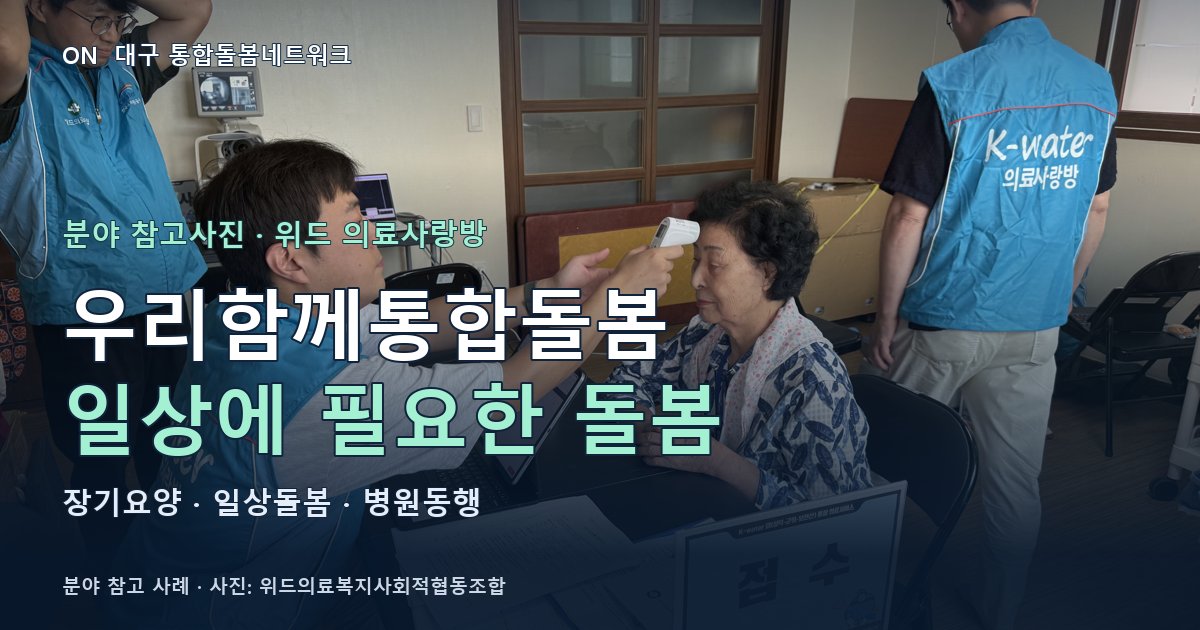 ON 대구 통합돌봄네트워크
K-water
의료사랑방
분야 참고사진 · 위드 의료사랑방
우리함께통합돌봄
일상에 필요한 돌봄
장기요양 · 일상돌봄 · 병원동행
접수
분야 참고 사례 · 사진: 위드의료복지사회적협동조합